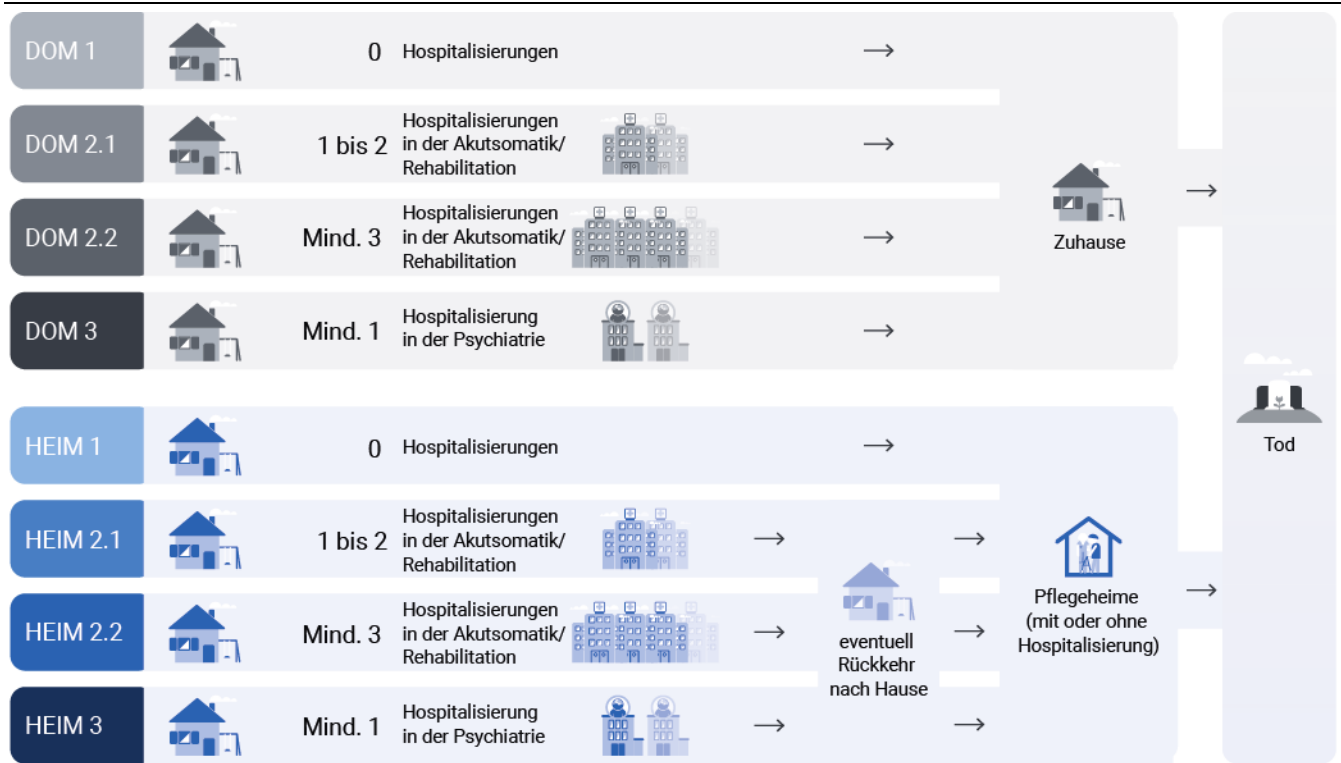 DOM 1
0 Hospitalisierungen
DOM 2.1
1 bis 2
Hospitalisierungen
in der Akutsomatik/
Rehabilitation
DOM 2.2
Mind. 3
Hospitalisierungen
in der Akutsomatik/
Rehabilitation
DOM 3
Mind. 1
Hospitalisierung
in der Psychiatrie
Zuhause
HEIM 1
0 Hospitalisierungen
HEIM 2.1
1 bis 2
Hospitalisierungen
in der Akutsomatik/
Rehabilitation
HEIM 2.2
Mind. 3
Hospitalisierungen
in der Akutsomatik/
Rehabilitation
HEIM 3
Mind. 1
Hospitalisierung
in der Psychiatrie
eventuell
Rückkehr
nach Hause
Pflegeheime
(mit oder ohne
Hospitalisierung)
Tod